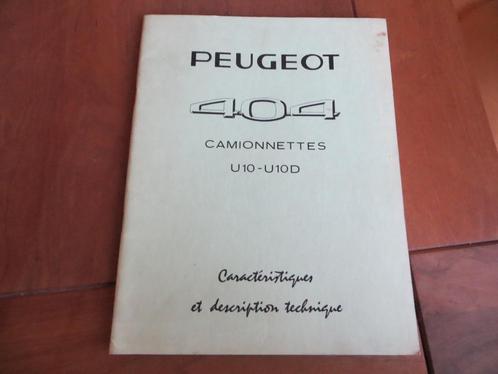 PEUGEOT
404
CAMIONNETTES
U10-U10D
Caractéristiques
et description technique